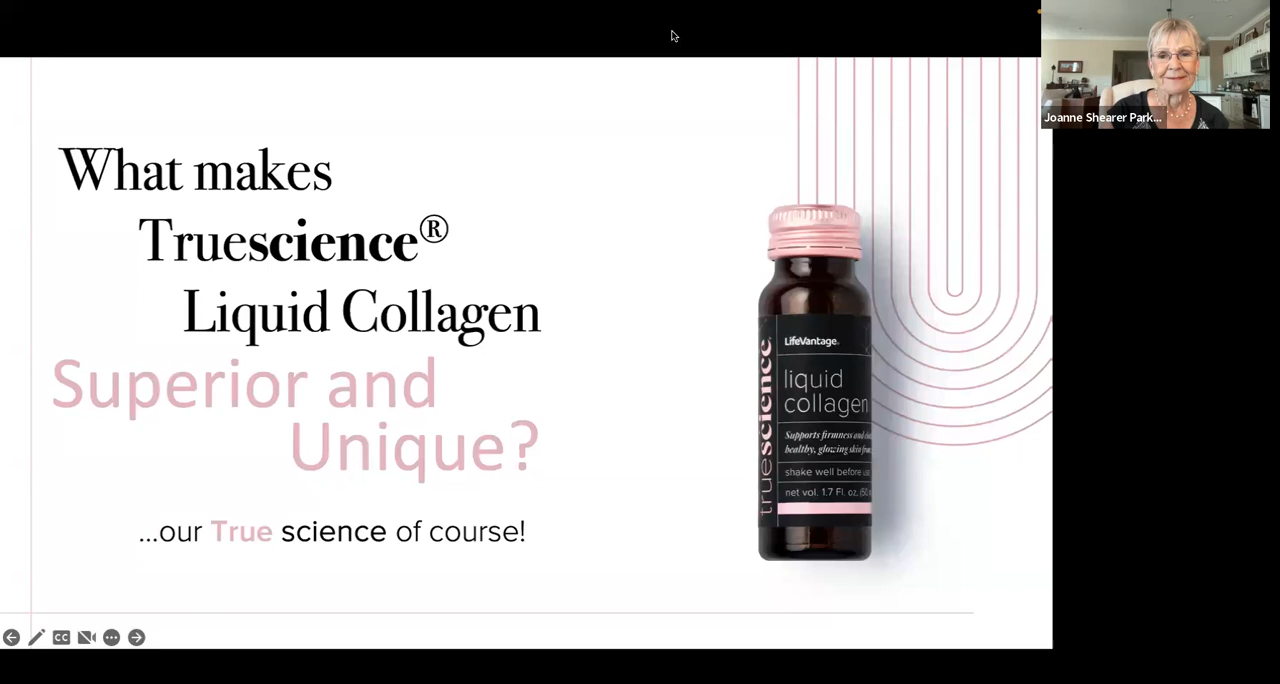 What makes
Truescience®
Liquid Collagen
Superior and
Unique?
...our True science of course!
truescience
LifeVantage.
liquid
collagen
Supports firmness and
healthy, glowing skin
shake well before
net vol. 1.7 Fl. oz.
Joanne Shearer Park...
CC